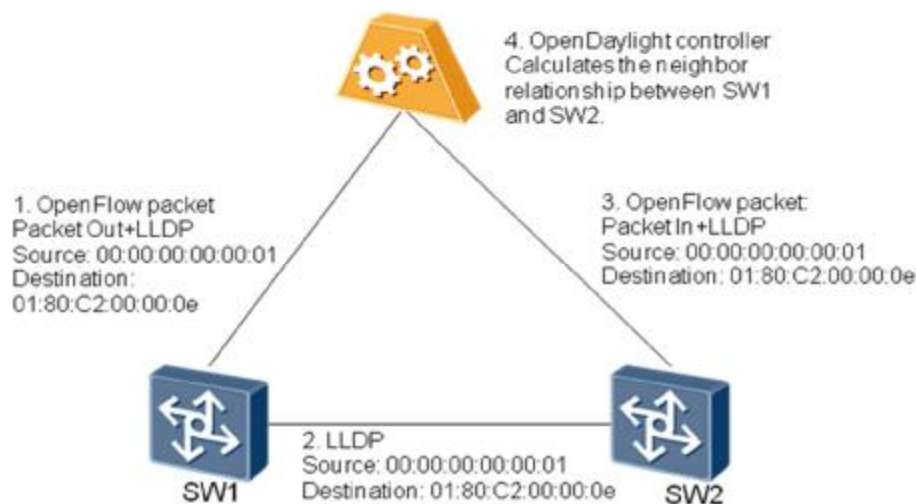 4. OpenDaylight controller
Calculates the neighbor
relationship between SW1
and SW2.
1. OpenFlow packet
Packet Out+LLDP
Source: 00:00:00:00:00:01
Destination:
01:80:C2:00:00:0e
3. OpenFlow packet:
Packet In+LLDP
Source: 00:00:00:00:00:01
Destination: 01:80:C2:00:00:0e
2. LLDP
Source: 00:00:00:00:00:01
Destination: 01:80:C2:00:00:0e
SW1
SW2